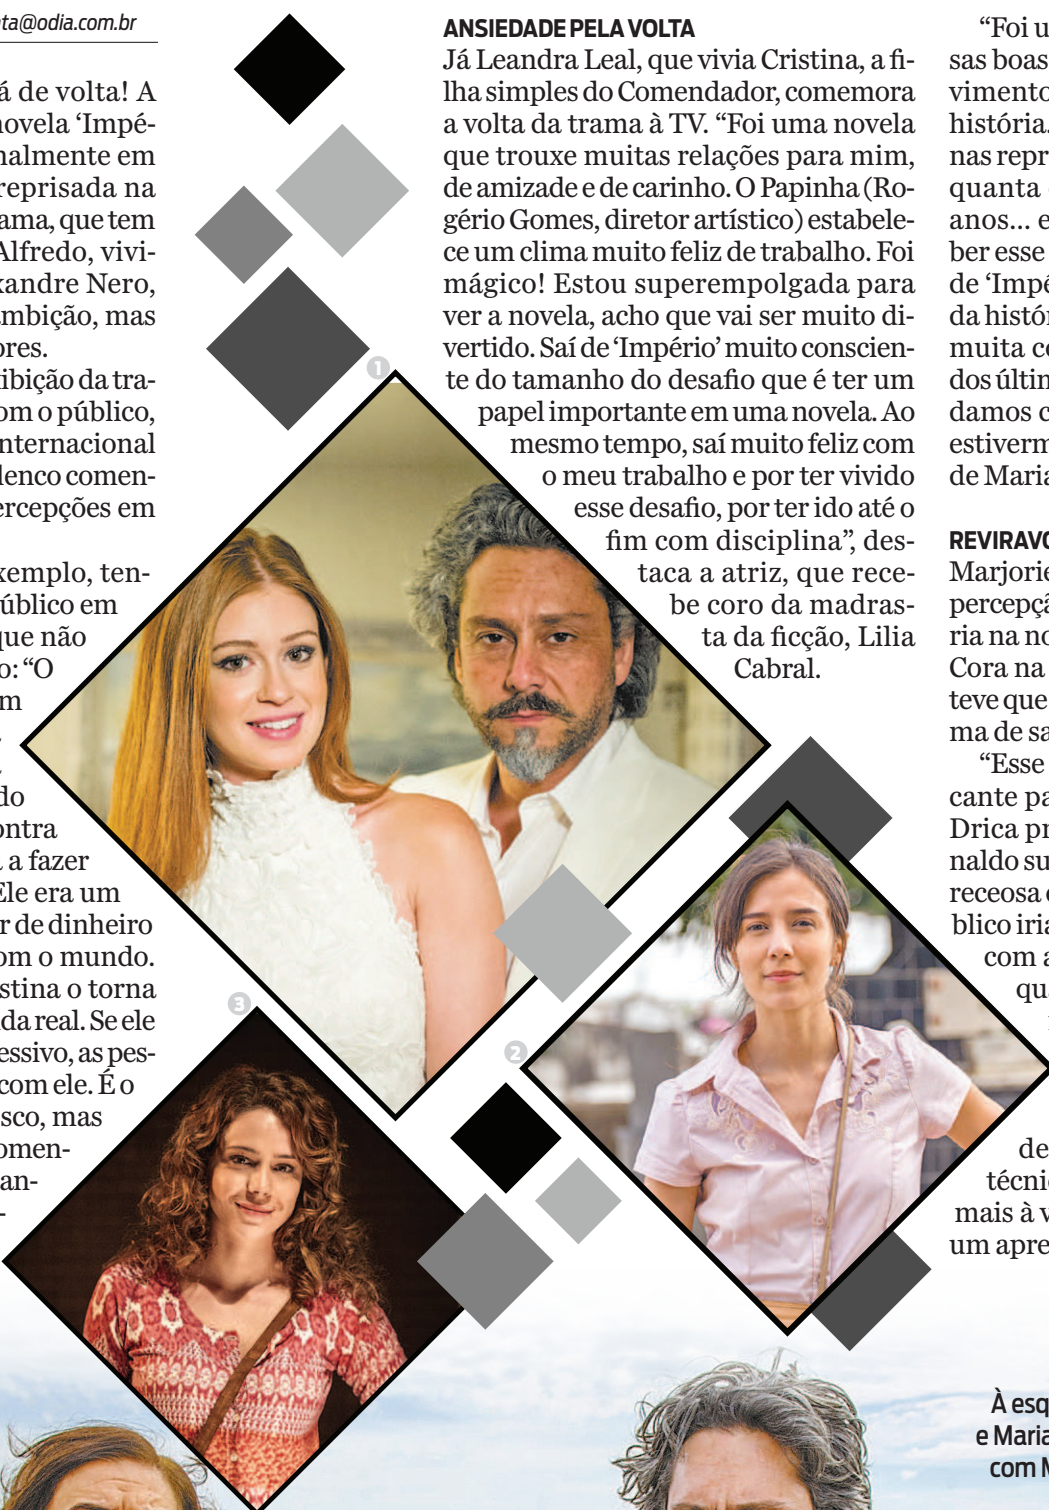 ta@odia.com.br
á de volta! A
novela ‘Impé-
nalmente em
reprisada na
ama, que tem
Alfredo, vivi-
xandre Nero,
ambição, mas
ores.
ibição da tra-
om o público,
nternacional
lenco comen-
ercepções em
xemplo, ten-
úblico em
que não
o: “O
m
do
ontra
a a fazer
Ele era um
r de dinheiro
om o mundo.
stina o torna
da real. Se ele
essivo, as pes-
com ele. É o
sco, mas
omen-
an-
-
ANSIEDADE PELA VOLTA
Já Leandra Leal, que vivia Cristina, a fi-
lha simples do Comendador, comemora
a volta da trama à TV. “Foi uma novela
que trouxe muitas relações para mim,
de amizade e de carinho. O Papinha (Ro-
gério Gomes, diretor artístico) estabele-
ce um clima muito feliz de trabalho. Foi
mágico! Estou superempolgada para
ver a novela, acho que vai ser muito di-
vertido. Saí de ‘Império’ muito conscien-
te do tamanho do desafio que é ter um
papel importante em uma novela. Ao
mesmo tempo, saí muito feliz com
o meu trabalho e por ter vivido
esse desafio, por ter ido até o
fim com disciplina”, des-
taca a atriz, que rece-
be coro da madras-
ta da ficção, Lilia
Cabral.
1
3
2
“Foi u
sas boas
vimento
história.
nas repr
quanta
anos... e
ber esse
de ‘Impé
da histó
muita co
dos últin
damos c
estiverm
de Maria
REVIRAVO
Marjorie
percepçã
ria na no
Cora na
teve que
ma de sa
“Esse
cante pa
Drica pr
naldo su
receosa
blico iria
com a
qua
de
técnic
mais à v
um apre
À esq
e Maria
com M